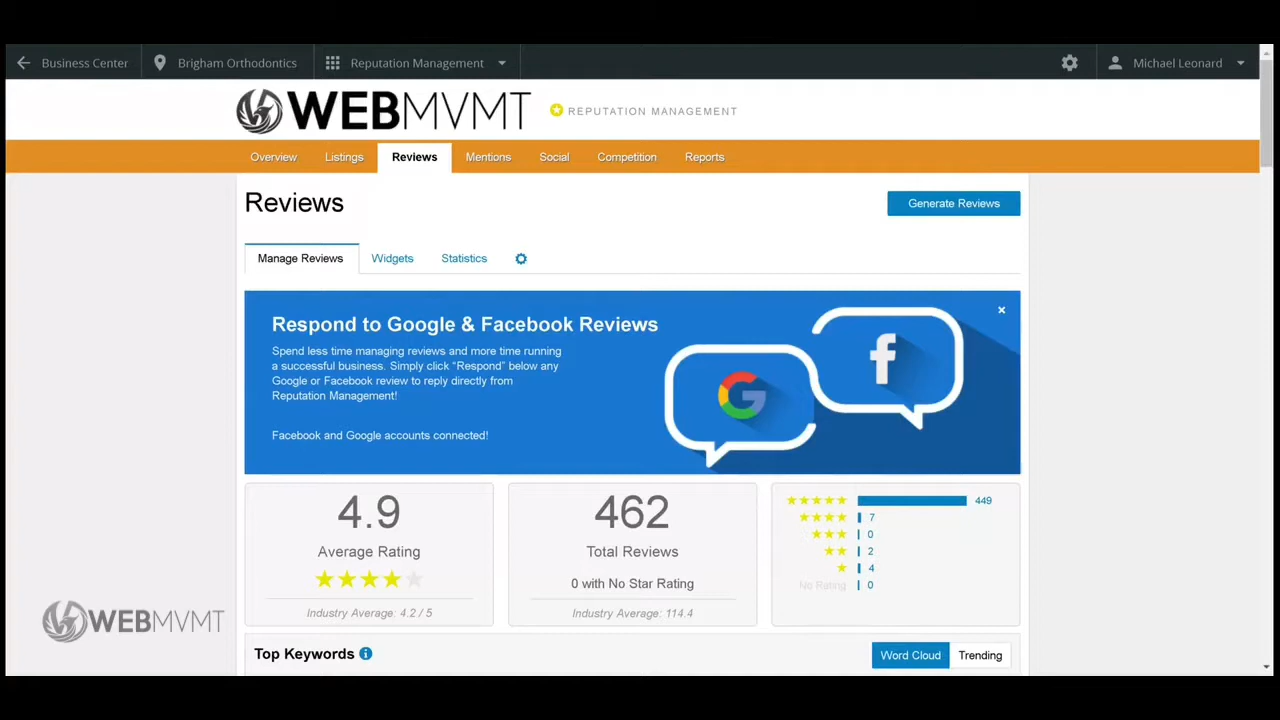 Business Center
Brigham Orthodontics
Reputation Management
Michael Leonard
WEBMVMT
REPUTATION MANAGEMENT
Overview
Listings
Reviews
Mentions
Social
Competition
Reports
Reviews
Generate Reviews
Manage Reviews
Widgets
Statistics
Respond to Google & Facebook Reviews
Spend less time managing reviews and more time running
a successful business. Simply click "Respond" below any
Google or Facebook review to reply directly from
Reputation Management!
Facebook and Google accounts connected!
4.9
Average Rating
Industry Average: 4.2 / 5
462
Total Reviews
0 with No Star Rating
Industry Average: 114.4
449
7
0
2
4
No Rating 0
WEBMVMT
Top Keywords
Word Cloud
Trending